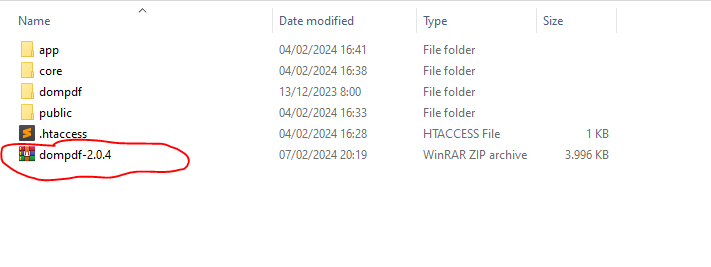 Name Date modified Type Size
app 04/02/2024 16:41 File folder
core 04/02/2024 16:38 File folder
dompdf 13/12/2023 8:00 File folder
public 04/02/2024 16:33 File folder
.htaccess 04/02/2024 16:28 HTACCESS File 1 KB
dompdf-2.0.4 07/02/2024 20:19 WinRAR ZIP archive 3.996 KB